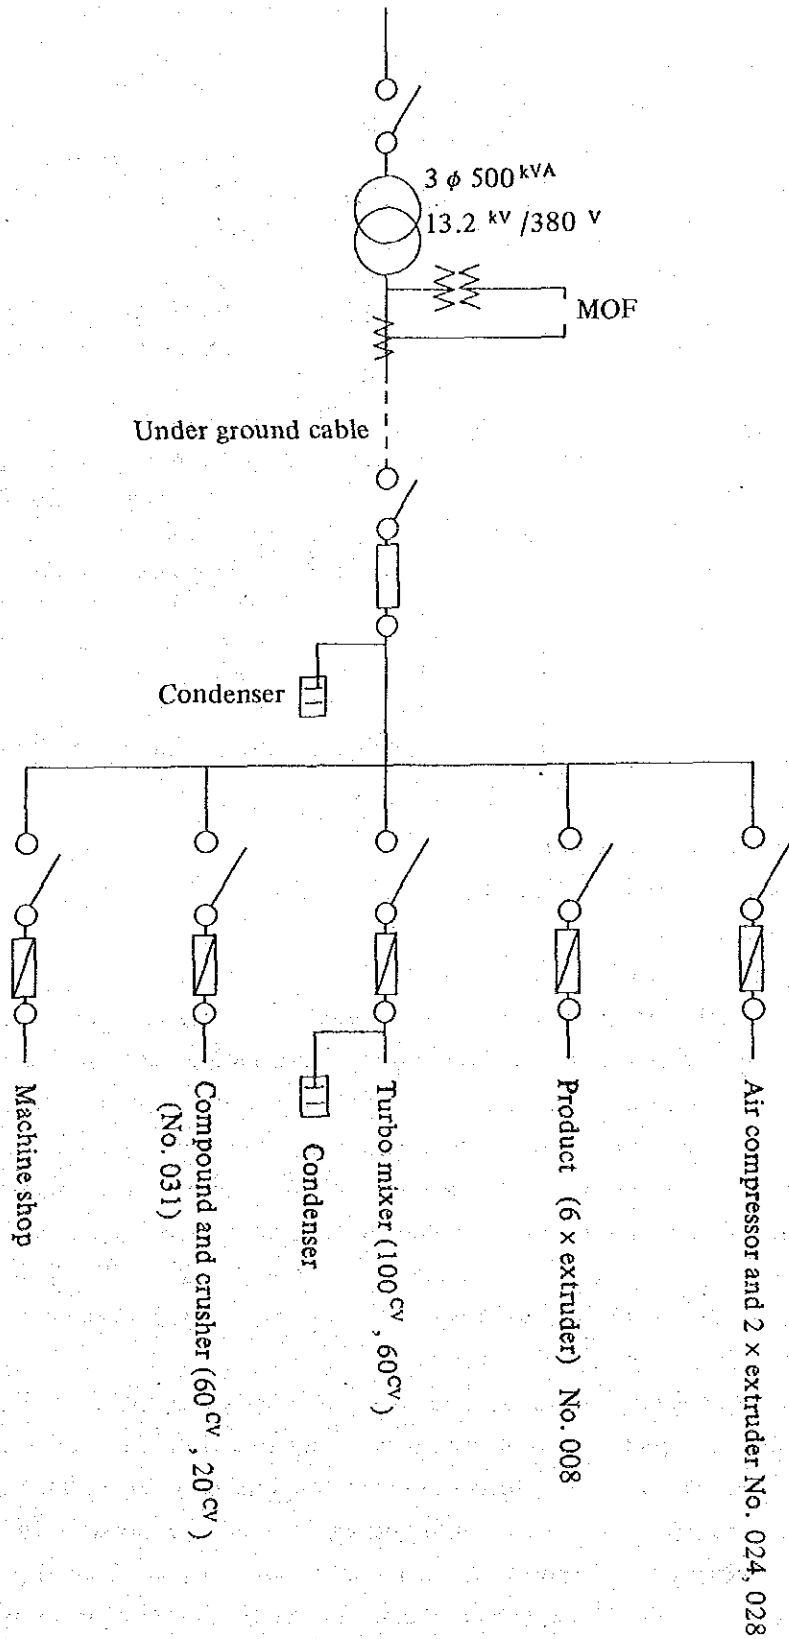 3 φ 500 kVA
13.2 kV /380 V
MOF
Under ground cable
Condenser
Machine shop
Compound and crusher (60 CV , 20 CV)
(No. 031)
Condenser
Turbo mixer (100 CV , 60 CV)
Product (6 x extruder) No. 008
Air compressor and 2 x extruder No. 024, 028